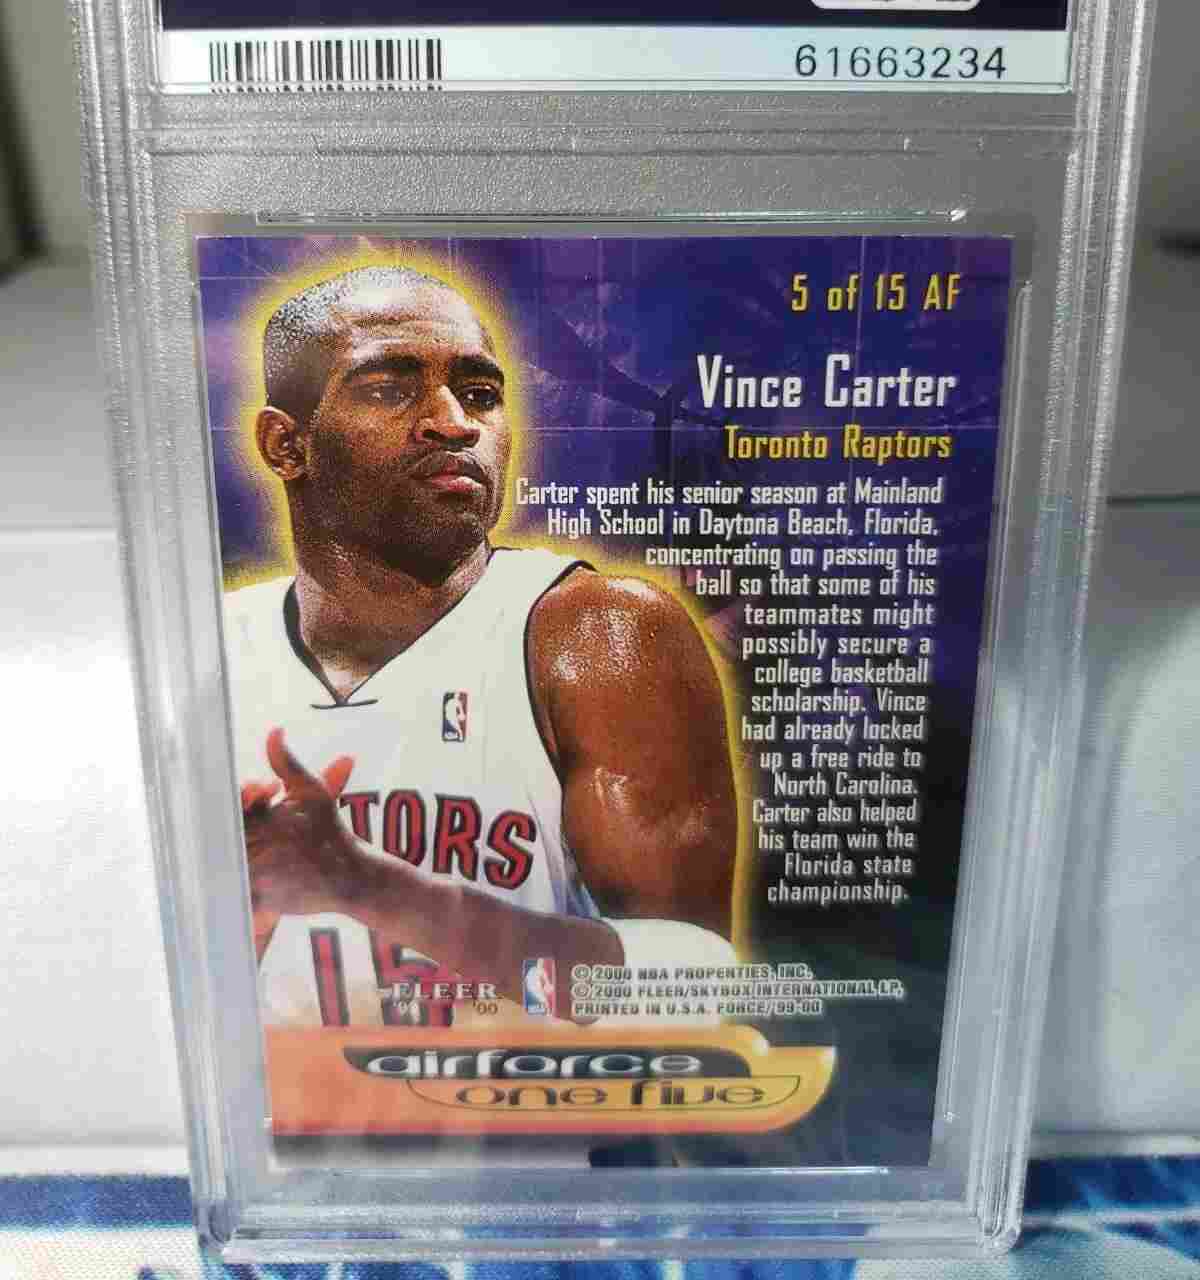 61663234
5 of 15 AF
Vince Carter
Toronto Raptors
Carter spent his senior season at Mainland
High School in Daytona Beach, Florida,
concentrating on passing the
ball so that some of his
teammates might
possibly secure a
college basketball
scholarship. Vince
had already locked
up a free ride to
North Carolina.
Carter also helped
his team win the
Florida state
championship.
NBA
TORS
15
FLEER
'99 '00
© 2000 NBA PROPERTIES, INC.
© 2000 FLEER/SKYBOX INTERNATIONAL LP,
PRINTED IN U.S.A. FORCE/'99-00
airforce
one five